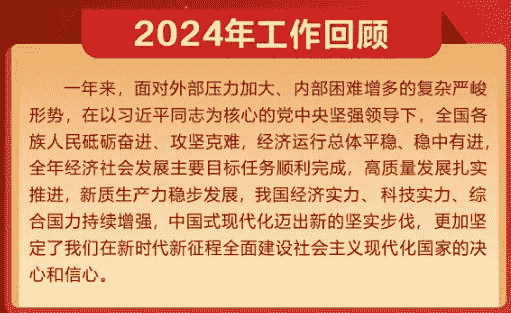 2024年工作回顾
一年来，面对外部压力加大、内部困难增多的复杂严峻
形势，在以习近平同志为核心的党中央坚强领导下，全国各
族人民砥砺奋进、攻坚克难，经济运行总体平稳、稳中有进，
全年经济社会发展主要目标任务顺利完成，高质量发展扎实
推进，新质生产力稳步发展，我国经济实力、科技实力、综
合国力持续增强，中国式现代化迈出新的坚实步伐，更加坚
定了我们在新时代新征程全面建设社会主义现代化国家的决
心和信心。